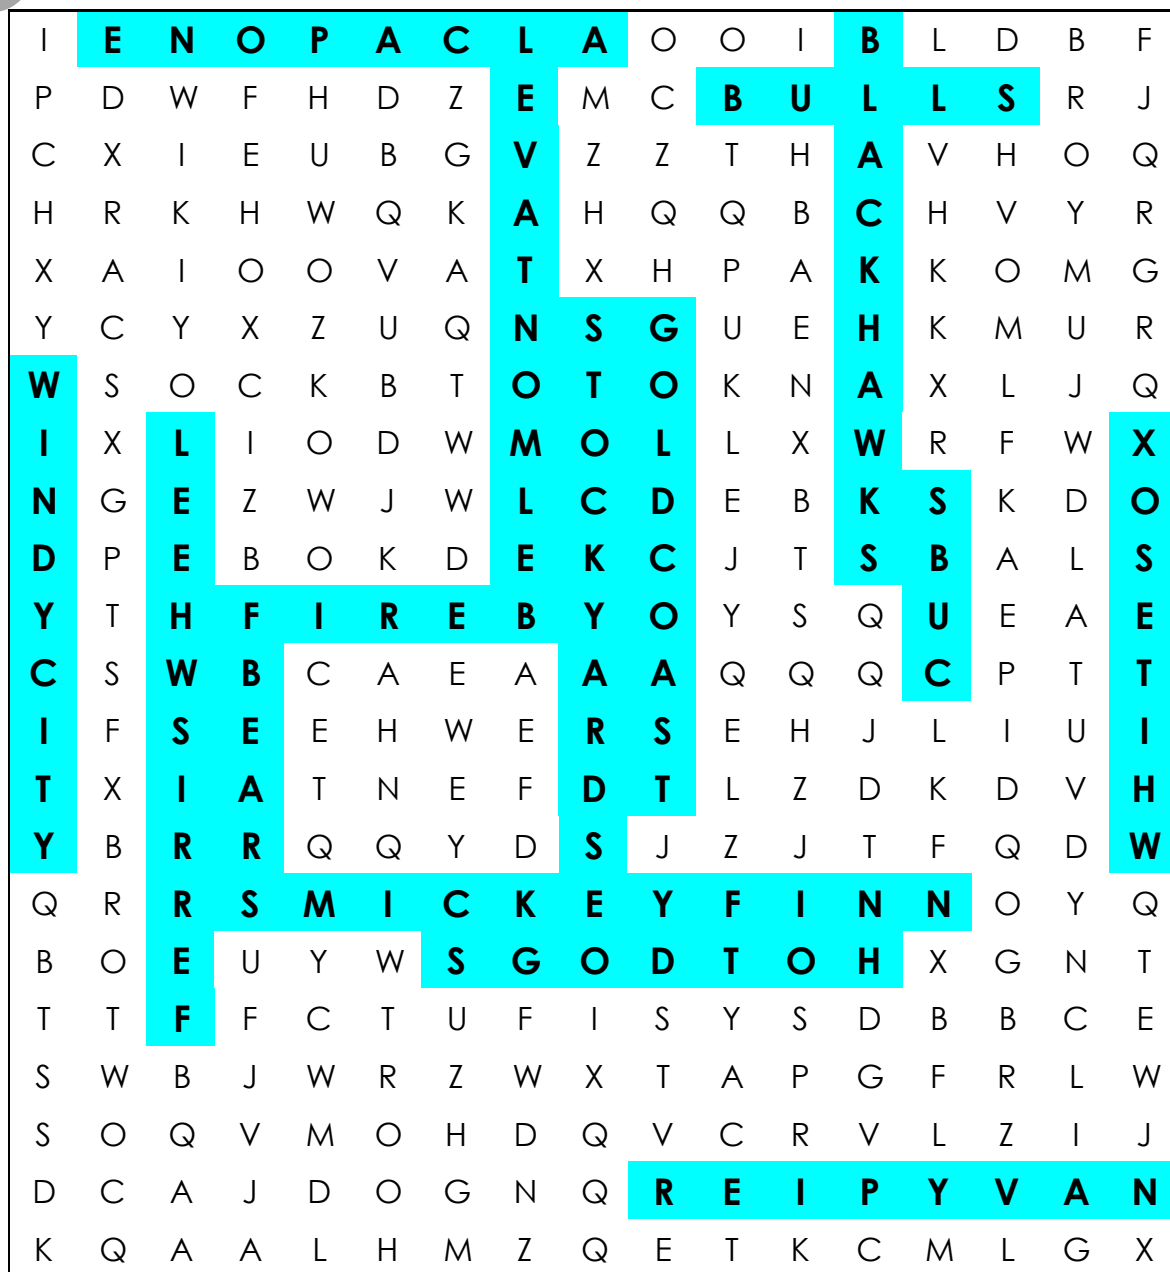 I E N O P A C L A O O I B L D B F
P D W F H D Z E M C B U L L S R J
C X I E U B G V Z Z T H A V H O Q
H R K H W Q K A H Q Q B C H V Y R
X A I O O V A T X H P A K K O M G
Y C Y X Z U Q N S G U E H K M U R
W S O C K B T O T O K N A X L J Q
I X L I O D W M O L L X W R F W X
N G E Z W J W L C D E B K S K D O
D P E B O K D E K C J T S B A L S
Y T H F I R E B Y O Y S Q U E A E
C S W B C A E A A A Q Q Q C P T T
I F S E E H W E R S E H J L I U I
T X I A T N E F D T L Z D K D V H
Y B R R Q Q Y D S J Z J T F Q D W
Q R R S M I C K E Y F I N N O Y Q
B O E U Y W S G O D T O H X G N T
T T F F C T U F I S Y S D B B C E
S W B J W R Z W X T A P G F R L W
S O Q V M O H D Q V C R V L Z I J
D C A J D O G N Q R E I P Y V A N
K Q A A L H M Z Q E T K C M L G X